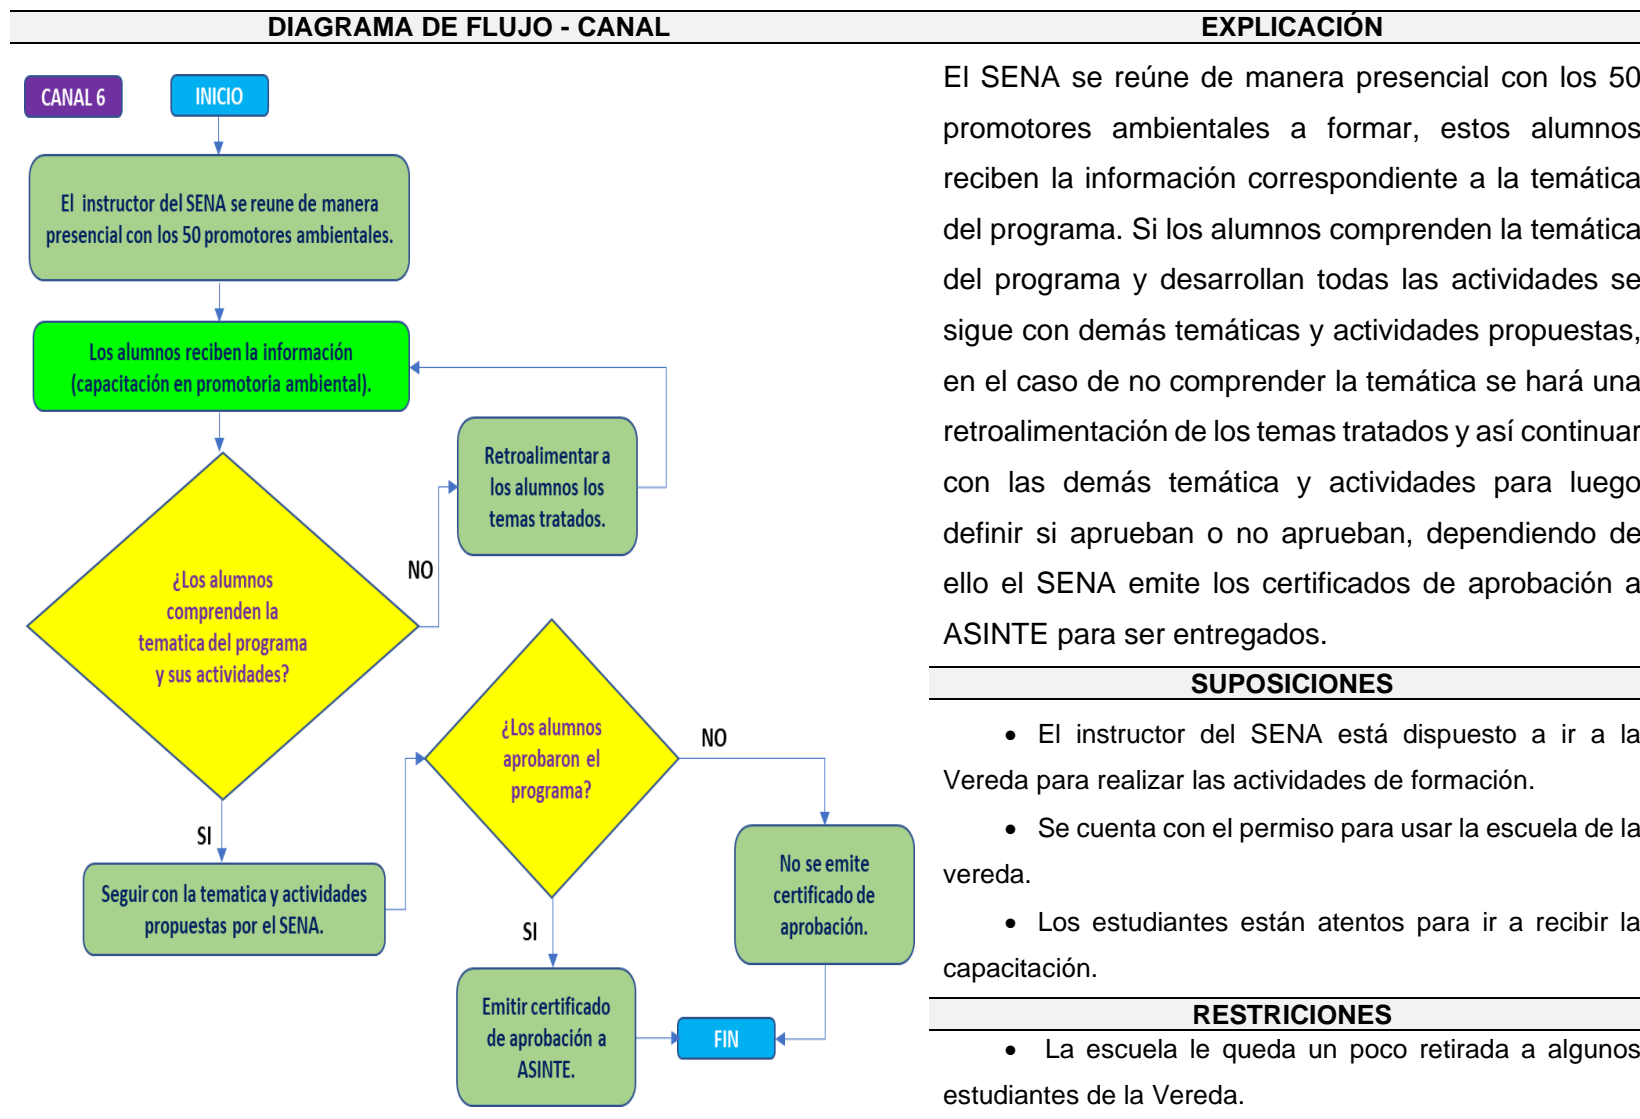 DIAGRAMA DE FLUJO - CANAL
CANAL 6
INICIO
El instructor del SENA se reune de manera
presencial con los 50 promotores ambientales.
Los alumnos reciben la información
(capacitación en promotoria ambiental).
Retroalimentar a
los alumnos los
temas tratados.
NO
¿Los alumnos
comprenden la
tematica del programa
y sus actividades?
SI
Seguir con la tematica y actividades
propuestas por el SENA.
¿Los alumnos
aprobaron el
programa?
NO
No se emite
certificado de
aprobación.
SI
Emitir certificado
de aprobación a
ASINTE.
FIN
EXPLICACIÓN
El SENA se reúne de manera presencial con los 50
promotores ambientales a formar, estos alumnos
reciben la información correspondiente a la temática
del programa. Si los alumnos comprenden la temática
del programa y desarrollan todas las actividades se
sigue con demás temáticas y actividades propuestas,
en el caso de no comprender la temática se hará una
retroalimentación de los temas tratados y así continuar
con las demás temática y actividades para luego
definir si aprueban o no aprueban, dependiendo de
ello el SENA emite los certificados de aprobación a
ASINTE para ser entregados.
SUPOSICIONES
• El instructor del SENA está dispuesto a ir a la
Vereda para realizar las actividades de formación.
• Se cuenta con el permiso para usar la escuela de la
vereda.
• Los estudiantes están atentos para ir a recibir la
capacitación.
RESTRICIONES
• La escuela le queda un poco retirada a algunos
estudiantes de la Vereda.